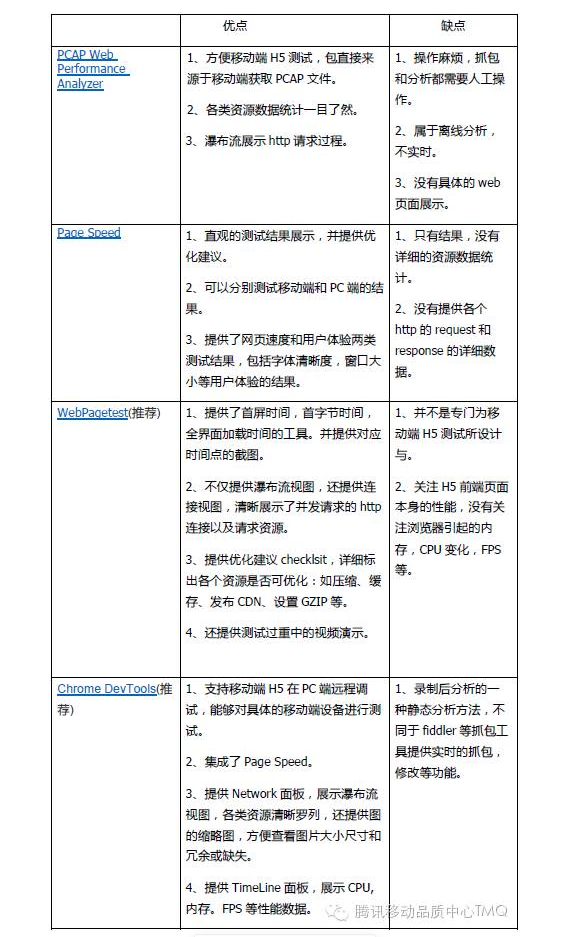 优点
缺点
PCAP Web
Performance
Analyzer
1、方便移动端 H5 测试，包直接来
源于移动端获取 PCAP 文件。
2、各类资源数据统计一目了然。
3、瀑布流展示 http 请求过程。
1、操作麻烦，抓包
和分析都需要人工操
作。
2、属于离线分析，
不实时。
3、没有具体的 web
页面展示。
Page Speed
1、直观的测试结果展示，并提供优
化建议。
2、可以分别测试移动端和 PC 端的结
果。
3、提供了网页速度和用户体验两类
测试结果，包括字体清晰度，窗口大
小等用户体验的结果。
1、只有结果，没有
详细的资源数据统
计。
2、没有提供各个
http 的 request 和
response 的详细数
据。
WebPagetest(推荐)
1、提供了首屏时间，首字节时间，
全界面加载时间的工具。并提供对应
时间点的截图。
2、不仅提供瀑布流视图，还提供连
接视图，清晰展示了并发请求的 http
连接以及请求资源。
3、提供优化建议 checklsit，详细标
出各个资源是否可优化：如压缩、缓
存、发布 CDN、设置 GZIP 等。
4、还提供测试过重中的视频演示。
1、并不是专门为移
动端 H5 测试所设计
与。
2、关注 H5 前端页面
本身的性能，没有关
注浏览器引起的内
存，CPU 变化，FPS
等。
Chrome DevTools(推
荐)
1、支持移动端 H5 在 PC 端远程调
试，能够对具体的移动端设备进行测
试。
2、集成了 Page Speed。
3、提供 Network 面板，展示瀑布流
视图，各类资源清晰罗列，还提供图
的缩略图，方便查看图片大小尺寸和
冗余或缺失。
4、提供 TimeLine 面板，展示 CPU,
内存。FPS 等性能数据。
1、录制后分析的一
种静态分析方法，不
同于 fiddler 等抓包工
具提供实时的抓包，
修改等功能。
腾讯移动品质中心TMQ